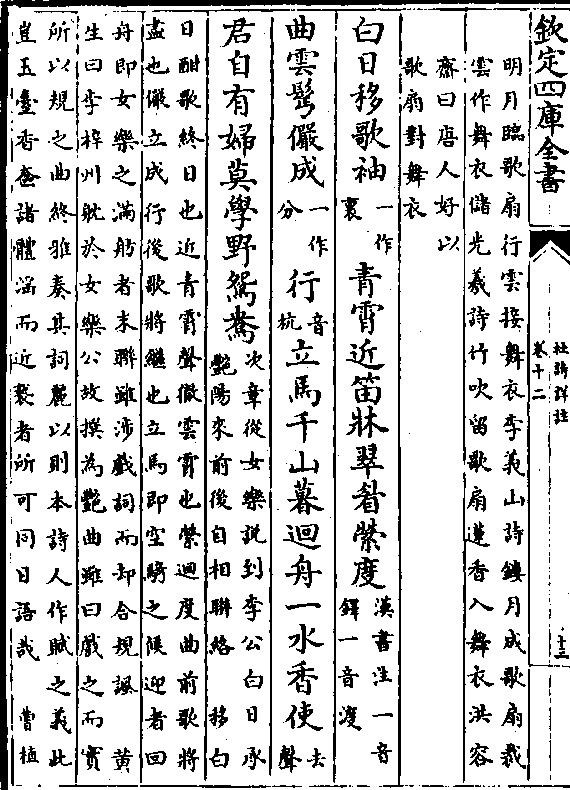 欽定四庫全書
杜詩詳註
卷十二
十三
明月臨歌扇行雲接舞衣李義山詩鏤月成歌扇裁
雲作舞衣儲光羲詩竹吹留歌扇蓮香入舞衣洪容
齋曰唐人好以
歌扇對舞衣
白日移歌袖一作裏青霄近笛牀翠眉縈度漢書注一音鐸一音渡
曲雲鬢儼成一作分行音杭立馬千山暮迴舟一水香使去聲
君自有婦莫學野鴛鴦次章從女樂說到李公白日承
艷陽來前後自相聯絡 移白
日酣歌終日也近青霄聲徹雲霄也縈迴度曲前歌將
盡也儼立成行後歌將繼也立馬即空騎之候迎者回
舟即女樂之滿舫者末聯雖涉戲詞而却合規諷 黄
生曰李梓州躭於女樂公故撰為艷曲雖曰戲之而實
所以規之曲終雅奏其詞麗以則本詩人作賦之義此
豈玉臺香奩諸體滛而近褻者所可同日語哉 曹植